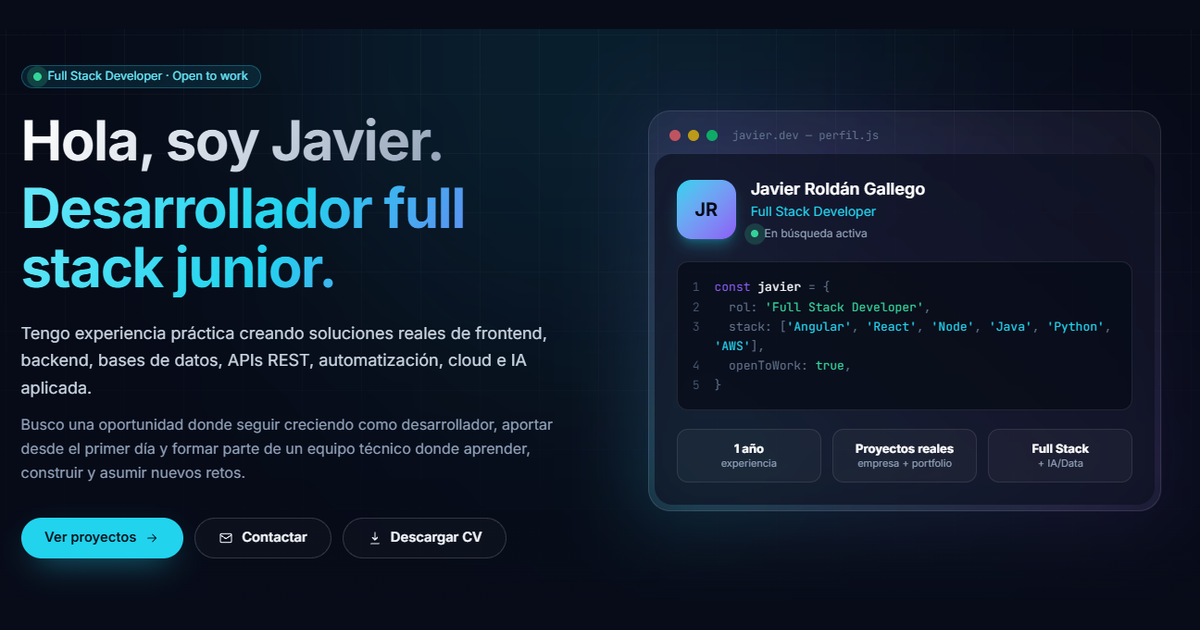 Full Stack Developer · Open to work
Hola, soy Javier.
Desarrollador full
stack junior.
Tengo experiencia práctica creando soluciones reales de frontend,
backend, bases de datos, APIs REST, automatización, cloud e IA
aplicada.
Busco una oportunidad donde seguir creciendo como desarrollador, aportar
desde el primer día y formar parte de un equipo técnico donde aprender,
construir y asumir nuevos retos.
Ver proyectos →
Contactar
Descargar CV
javier.dev — perfil.js
JR
Javier Roldán Gallego
Full Stack Developer
En búsqueda activa
1 const javier = {
2 rol: 'Full Stack Developer',
3 stack: ['Angular', 'React', 'Node', 'Java', 'Python',
'AWS'],
4 openToWork: true,
5 }
1 año
experiencia
Proyectos reales
empresa + portfolio
Full Stack
+ IA/Data